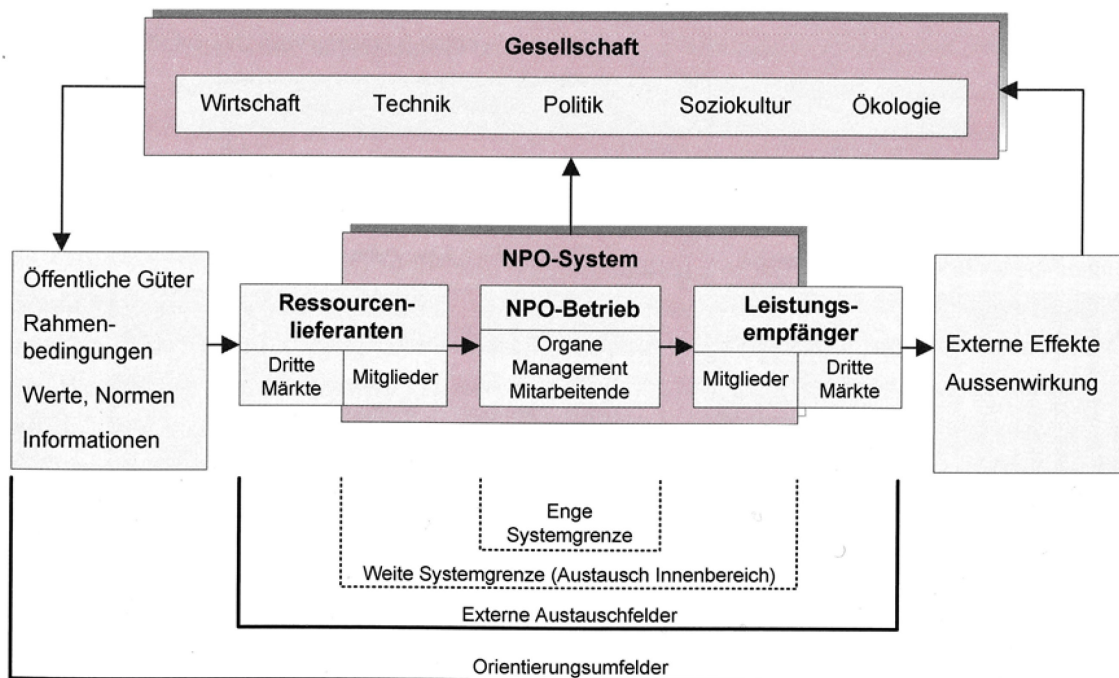 Gesellschaft
Wirtschaft Technik Politik Soziokultur Ökologie
NPO-System
Öffentliche Güter
Rahmen-
bedingungen
Werte, Normen
Informationen
Ressourcen-
lieferanten
Dritte
Märkte
Mitglieder
NPO-Betrieb
Organe
Management
Mitarbeitende
Leistungs-
empfänger
Mitglieder
Dritte
Märkte
Externe Effekte
Aussenwirkung
Enge
Systemgrenze
Weite Systemgrenze (Austausch Innenbereich)
Externe Austauschfelder
Orientierungsumfelder